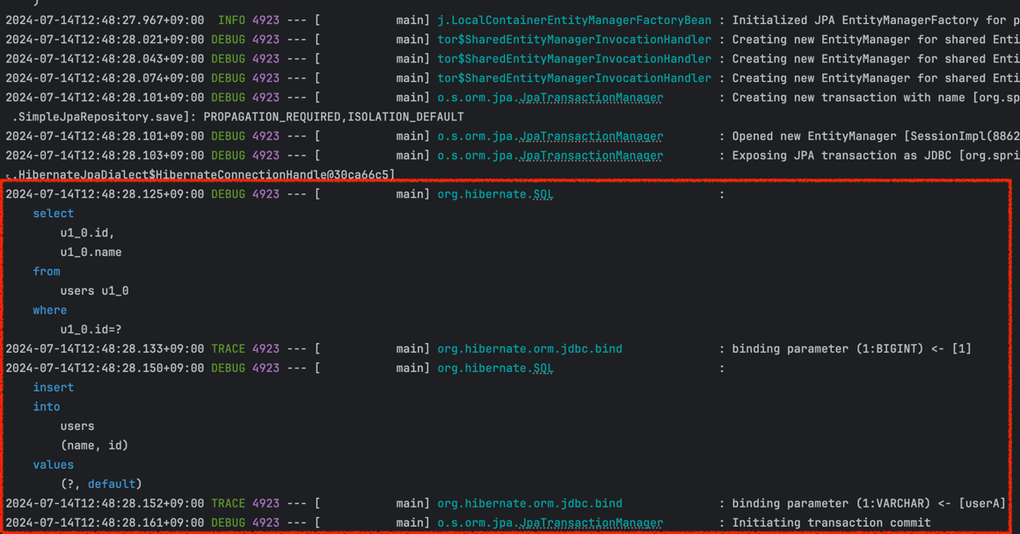 )
2024-07-14T12:48:27.967+09:00  INFO 4923 --- [           main] j.LocalContainerEntityManagerFactoryBean : Initialized JPA EntityManagerFactory for p
2024-07-14T12:48:28.021+09:00 DEBUG 4923 --- [           main] tor$SharedEntityManagerInvocationHandler : Creating new EntityManager for shared Enti
2024-07-14T12:48:28.043+09:00 DEBUG 4923 --- [           main] tor$SharedEntityManagerInvocationHandler : Creating new EntityManager for shared Enti
2024-07-14T12:48:28.074+09:00 DEBUG 4923 --- [           main] tor$SharedEntityManagerInvocationHandler : Creating new EntityManager for shared Enti
2024-07-14T12:48:28.101+09:00 DEBUG 4923 --- [           main] o.s.orm.jpa.JpaTransactionManager        : Creating new transaction with name [org.sp
.SimpleJpaRepository.save]: PROPAGATION_REQUIRED,ISOLATION_DEFAULT
2024-07-14T12:48:28.101+09:00 DEBUG 4923 --- [           main] o.s.orm.jpa.JpaTransactionManager        : Opened new EntityManager [SessionImpl(8862
2024-07-14T12:48:28.103+09:00 DEBUG 4923 --- [           main] o.s.orm.jpa.JpaTransactionManager        : Exposing JPA transaction as JDBC [org.spri
.HibernateJpaDialect$HibernateConnectionHandle@30ca66c5]
2024-07-14T12:48:28.125+09:00 DEBUG 4923 --- [           main] org.hibernate.SQL                        :
    select
        u1_0.id,
        u1_0.name
    from
        users u1_0
    where
        u1_0.id=?
2024-07-14T12:48:28.133+09:00 TRACE 4923 --- [           main] org.hibernate.orm.jdbc.bind              : binding parameter (1:BIGINT) <- [1]
2024-07-14T12:48:28.150+09:00 DEBUG 4923 --- [           main] org.hibernate.SQL                        :
    insert
    into
        users
        (name, id)
    values
        (?, default)
2024-07-14T12:48:28.152+09:00 TRACE 4923 --- [           main] org.hibernate.orm.jdbc.bind              : binding parameter (1:VARCHAR) <- [userA]
2024-07-14T12:48:28.161+09:00 DEBUG 4923 --- [           main] o.s.orm.jpa.JpaTransactionManager        : Initiating transaction commit